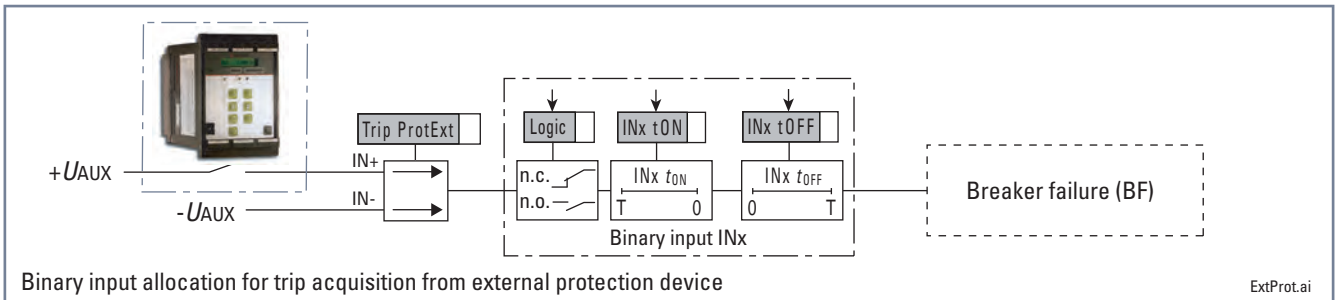 Trip ProtExt
Logic
INx tON
INx tOFF
+UAUX
IN+
-UAUX
IN-
n.c.
n.o.
INx tON
T 0
INx tOFF
0 T
Binary input INx
Breaker failure (BF)
Binary input allocation for trip acquisition from external protection device
ExtProt.ai